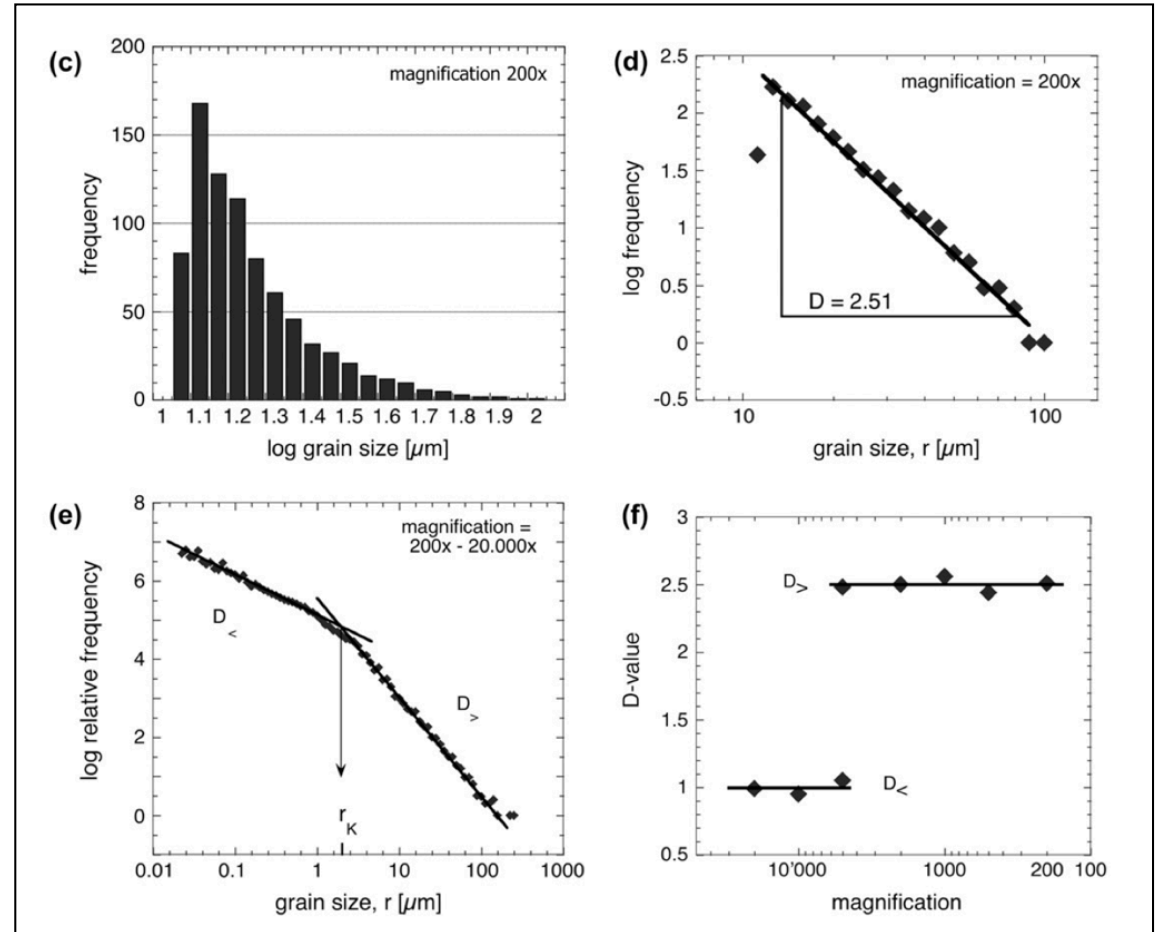 (c)
magnification 200x
200
150
100
50
0
frequency
1 1.1 1.2 1.3 1.4 1.5 1.6 1.7 1.8 1.9 2
log grain size [µm]
(d)
magnification = 200x
2.5
2
1.5
1
0.5
0
-0.5
log frequency
D = 2.51
10 100
grain size, r [µm]
(e)
magnification =
200x - 20.000x
8
6
4
2
0
log relative frequency
D<
D>
rK
0.01 0.1 1 10 100 1000
grain size, r [µm]
(f)
3
2.5
2
1.5
1
0.5
D-value
D>
D<
10'000 1000 200 100
magnification